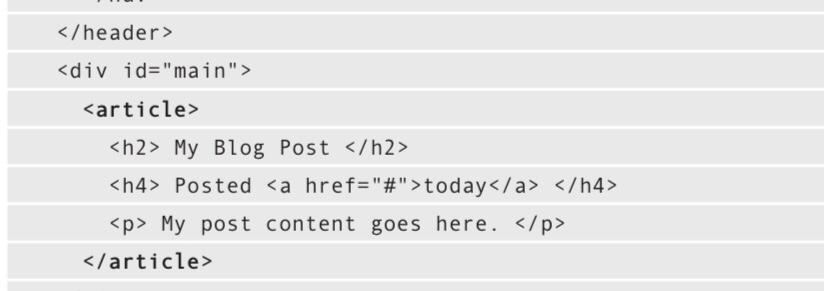 </header>
<div id="main">
<article>
<h2> My Blog Post </h2>
<h4> Posted <a href="#">today</a> </h4>
<p> My post content goes here. </p>
</article>